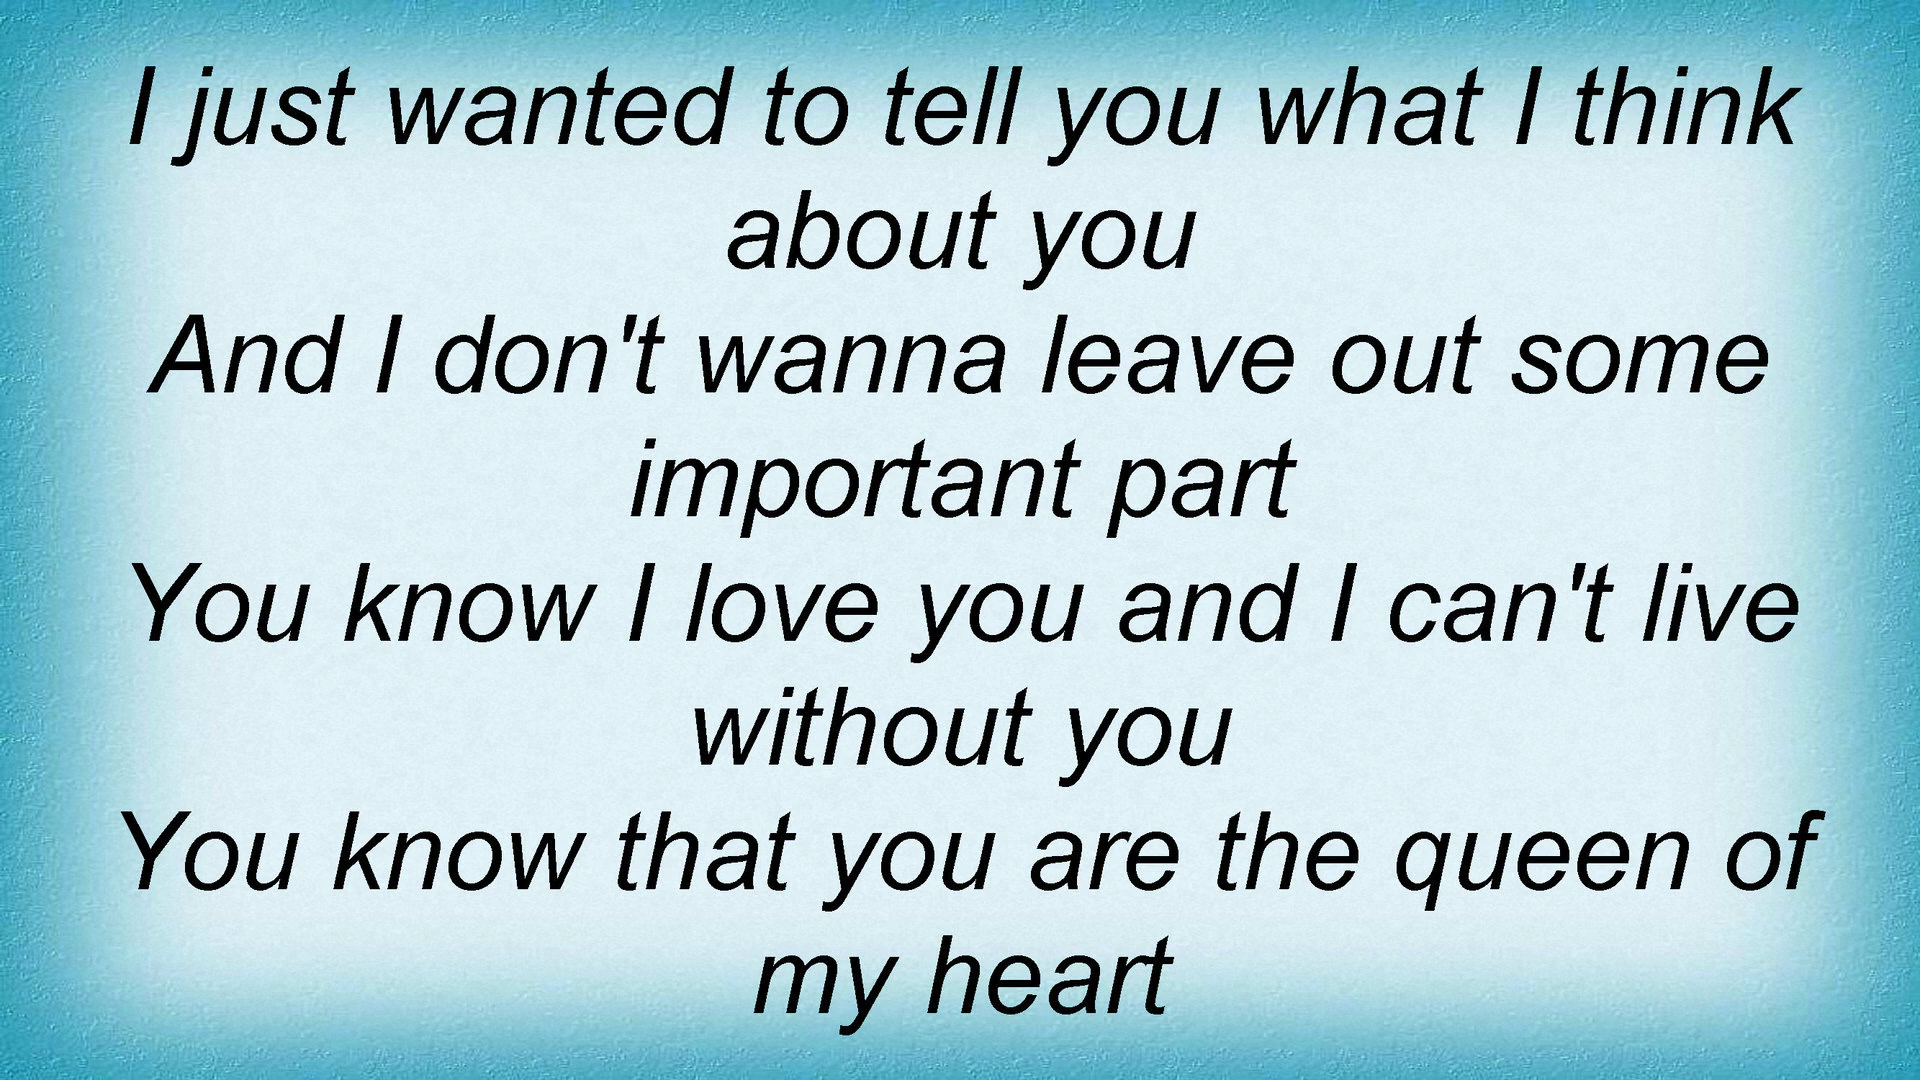 I just wanted to tell you what I think
about you
And I don't wanna leave out some
important part
You know I love you and I can't live
without you
You know that you are the queen of
my heart